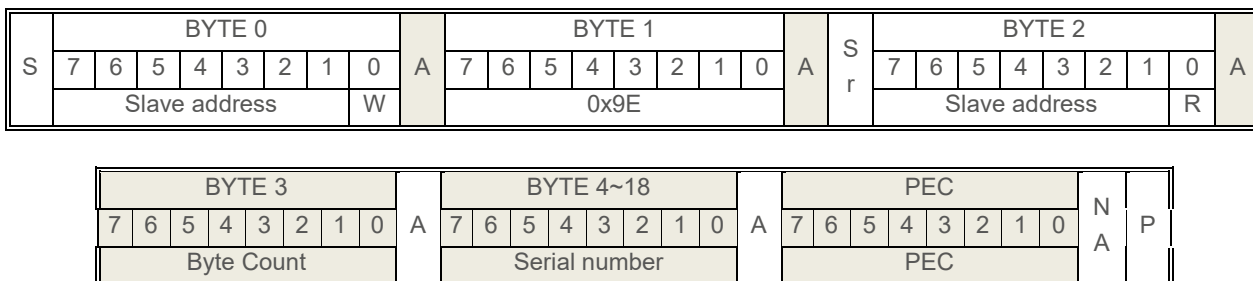 BYTE 0 BYTE 1 BYTE 2
S 7 6 5 4 3 2 1 0 A 7 6 5 4 3 2 1 0 A Sr 7 6 5 4 3 2 1 0 A
Slave address W 0x9E Slave address R
BYTE 3 BYTE 4~18 PEC
7 6 5 4 3 2 1 0 A 7 6 5 4 3 2 1 0 A 7 6 5 4 3 2 1 0 NA P
Byte Count Serial number PEC